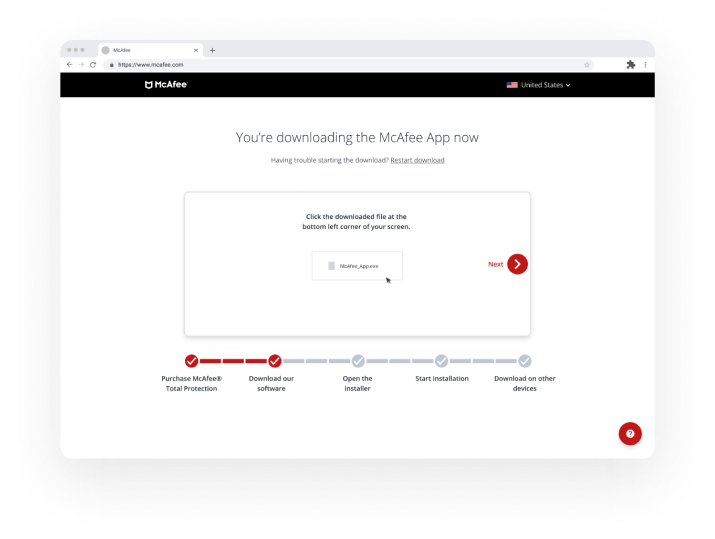 McAfee
https://www.mcafee.com
McAfee
United States
You're downloading the McAfee App now
Having trouble starting the download? Restart download
Click the downloaded file at the
bottom left corner of your screen.
McAfee_App.exe
Next
Purchase McAfee®
Total Protection
Download our
software
Open the
installer
Start Installation
Download on other
devices
?